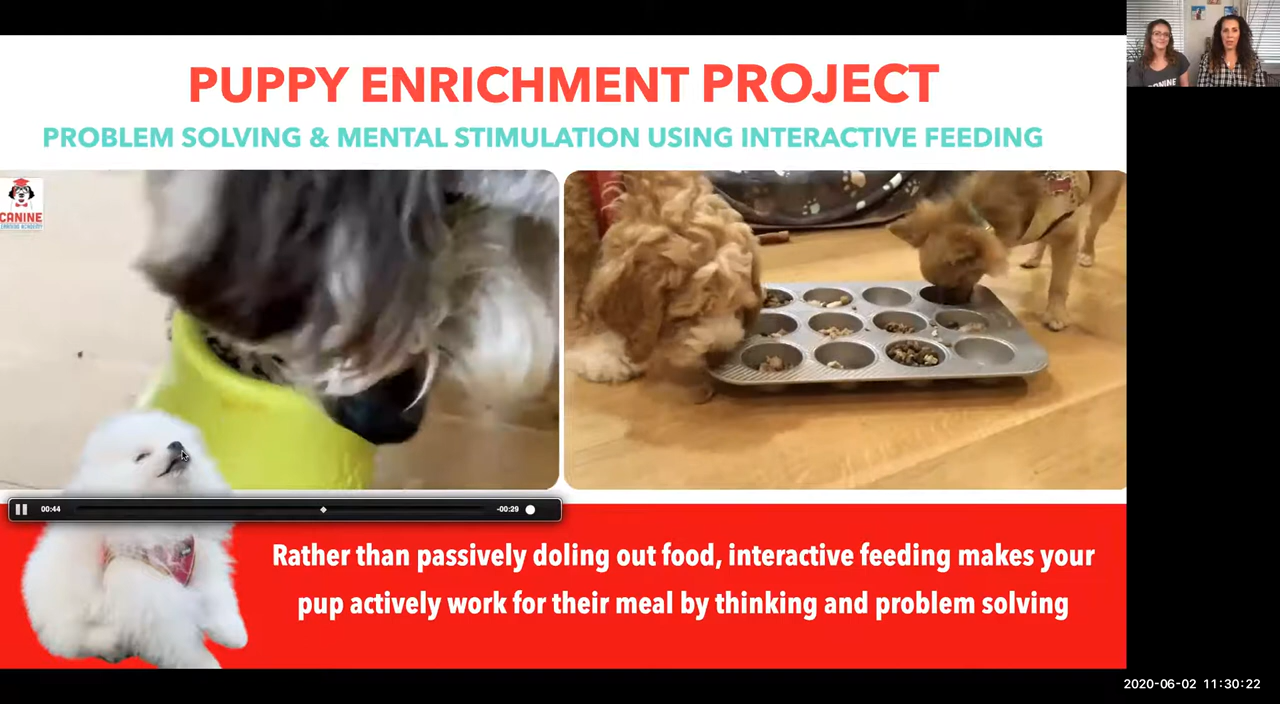 PUPPY ENRICHMENT PROJECT
PROBLEM SOLVING & MENTAL STIMULATION USING INTERACTIVE FEEDING
CANINE
00:44
-00:29
Rather than passively doling out food, interactive feeding makes your
pup actively work for their meal by thinking and problem solving
2020-06-02 11:30:22